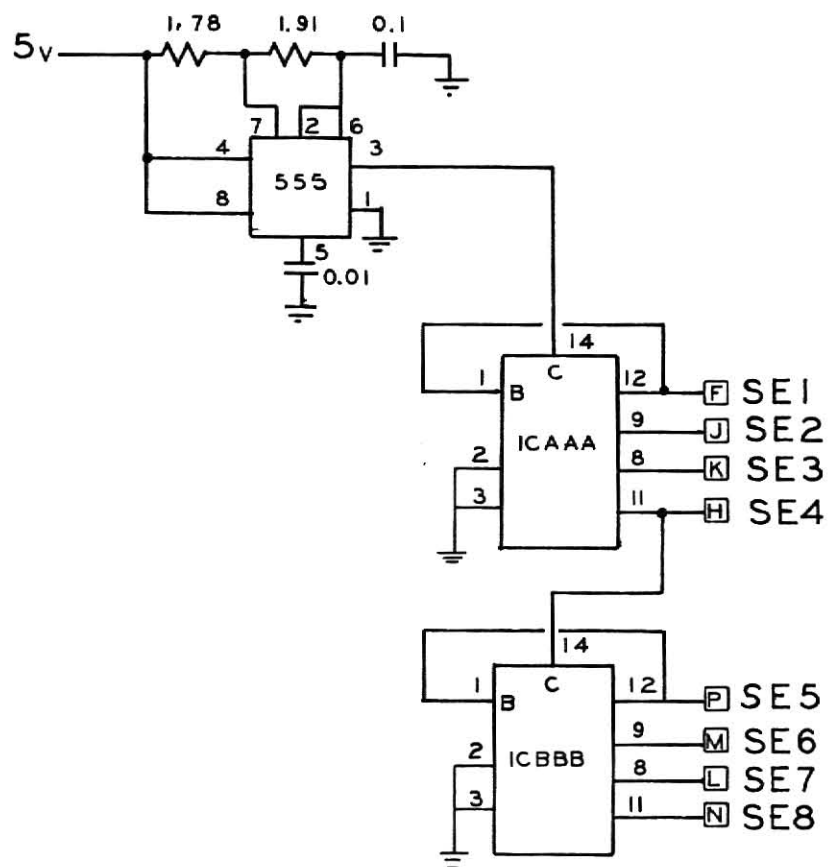 1.78 1.91 0.1
5V
7 2 6
4 3
555
8 1
5
0.01
14
1 C 12 F SE1
B
9 J SE2
ICAAA
2 8 K SE3
3 11 H SE4
14
1 C 12 P SE5
B
9 M SE6
2 ICBBB
8 L SE7
3 11 N SE8